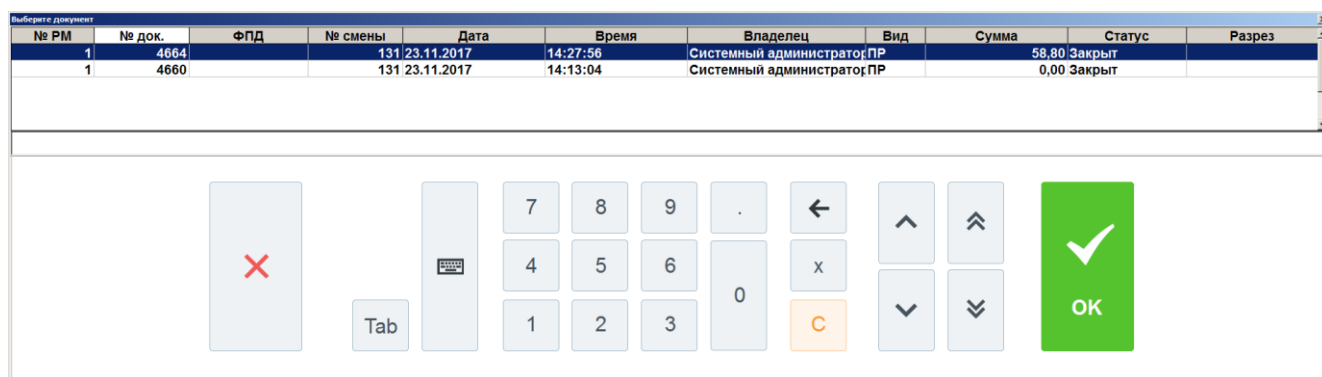 Выберите документ
№ РМ № док. ФПД № смены Дата Время Владелец Вид Сумма Статус Разрез
1 4664 131 23.11.2017 14:27:56 Системный администратор ПР 58,80 Закрыт
1 4660 131 23.11.2017 14:13:04 Системный администратор ПР 0,00 Закрыт
7 8 9 .
4 5 6 x
0
Tab 1 2 3 C
OK